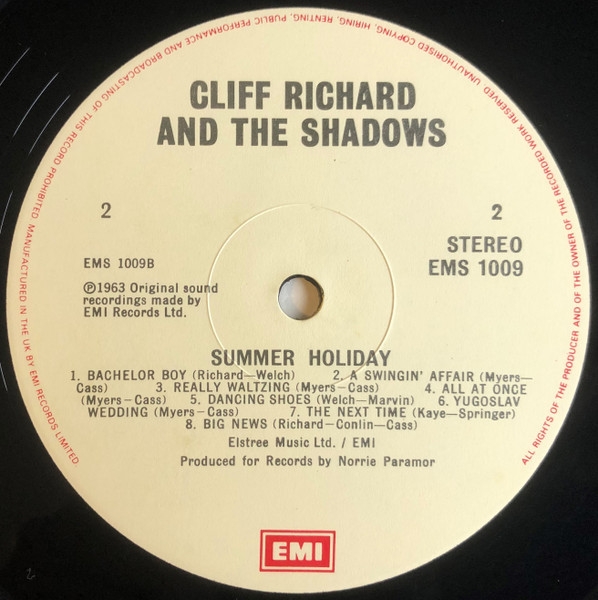 ALL RIGHTS OF THE PRODUCER AND OF THE OWNER OF THE RECORDED WORK RESERVED. UNAUTHORISED COPYING, HIRING, RENTING, PUBLIC PERFORMANCE AND BROADCASTING OF THIS RECORD PROHIBITED. MANUFACTURED IN THE UK BY EMI RECORDS LIMITED.
CLIFF RICHARD
AND THE SHADOWS
2 2
STEREO
EMS 1009B EMS 1009
℗1963 Original sound
recordings made by
EMI Records Ltd.
SUMMER HOLIDAY
1. BACHELOR BOY (Richard—Welch) 2. A SWINGIN' AFFAIR (Myers—
Cass) 3. REALLY WALTZING (Myers—Cass) 4. ALL AT ONCE
(Myers—Cass) 5. DANCING SHOES (Welch—Marvin) 6. YUGOSLAV
WEDDING (Myers—Cass) 7. THE NEXT TIME (Kaye—Springer)
8. BIG NEWS (Richard—Conlin—Cass)
Elstree Music Ltd. / EMI
Produced for Records by Norrie Paramor
EMI
2